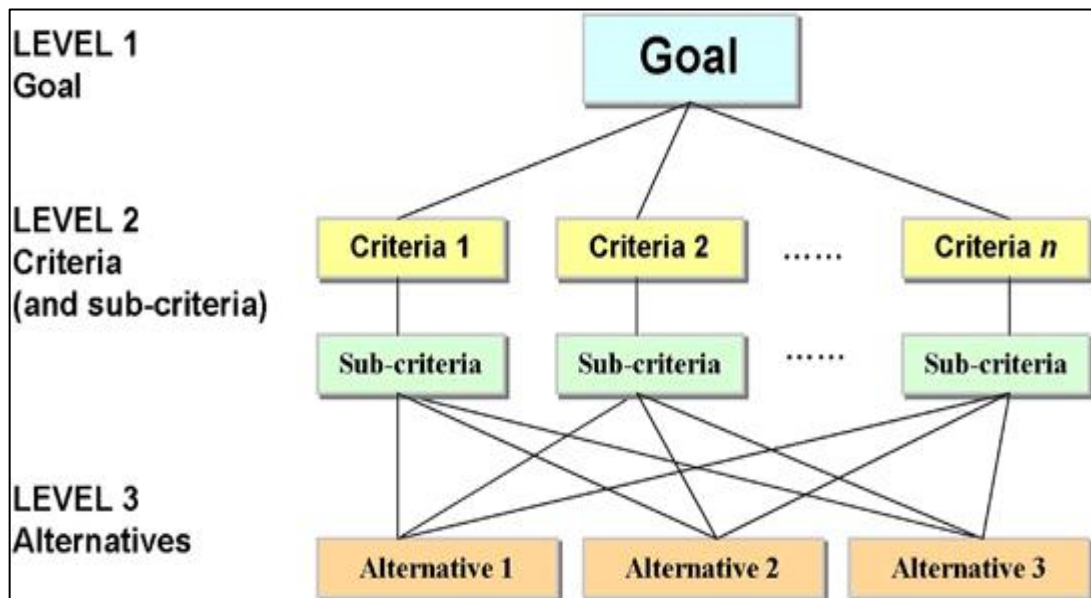 LEVEL 1
Goal
Goal
LEVEL 2
Criteria
(and sub-criteria)
Criteria 1
Criteria 2
......
Criteria n
Sub-criteria
Sub-criteria
......
Sub-criteria
LEVEL 3
Alternatives
Alternative 1
Alternative 2
Alternative 3